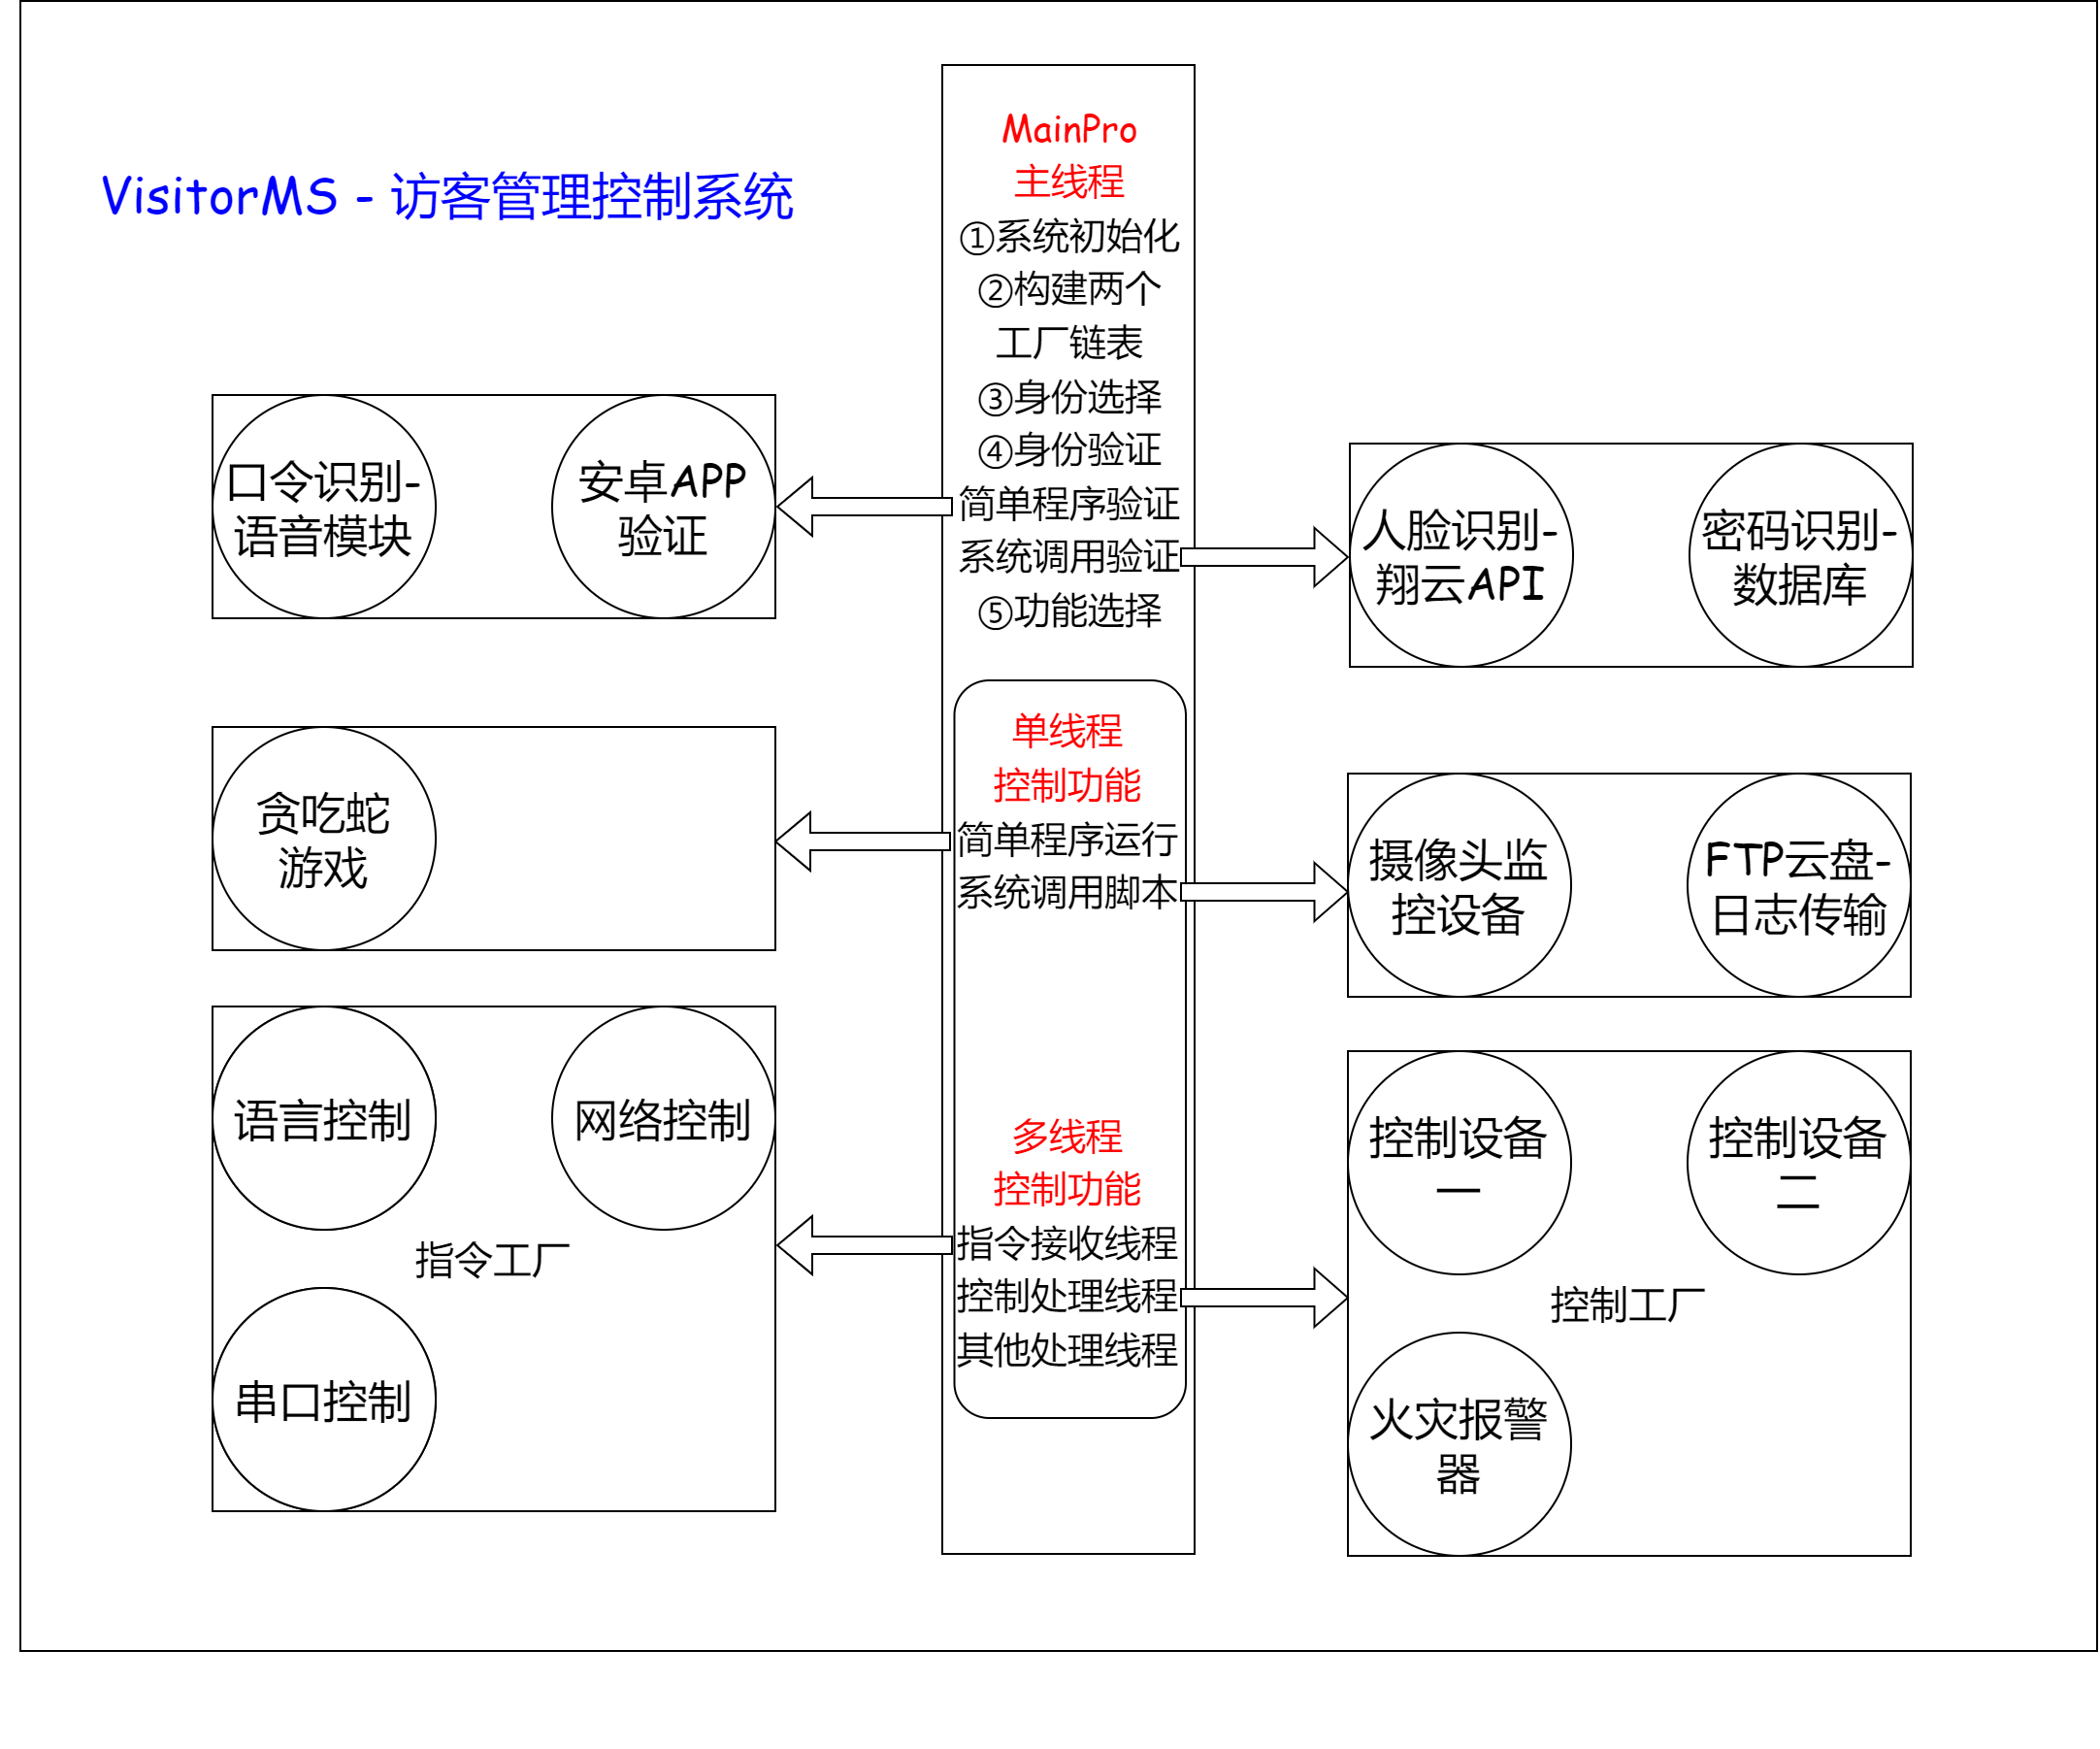 VisitorMS - 访客管理控制系统
MainPro
主线程
①系统初始化
②构建两个
工厂链表
③身份选择
④身份验证
简单程序验证
系统调用验证
⑤功能选择
口令识别-
语音模块
安卓APP
验证
人脸识别-
翔云API
密码识别-
数据库
单线程
控制功能
简单程序运行
系统调用脚本
贪吃蛇
游戏
摄像头监
控设备
FTP云盘-
日志传输
多线程
控制功能
指令接收线程
控制处理线程
其他处理线程
语言控制
网络控制
指令工厂
串口控制
控制设备
一
控制设备
二
控制工厂
火灾报警
器